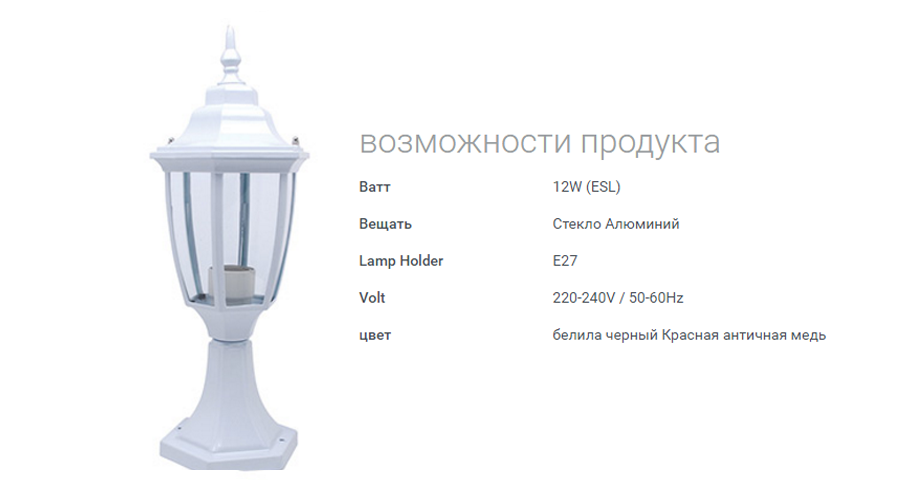 возможности продукта
Ватт 12W (ESL)
Вещать Стекло Алюминий
Lamp Holder E27
Volt 220-240V / 50-60Hz
цвет белила черный Красная античная медь